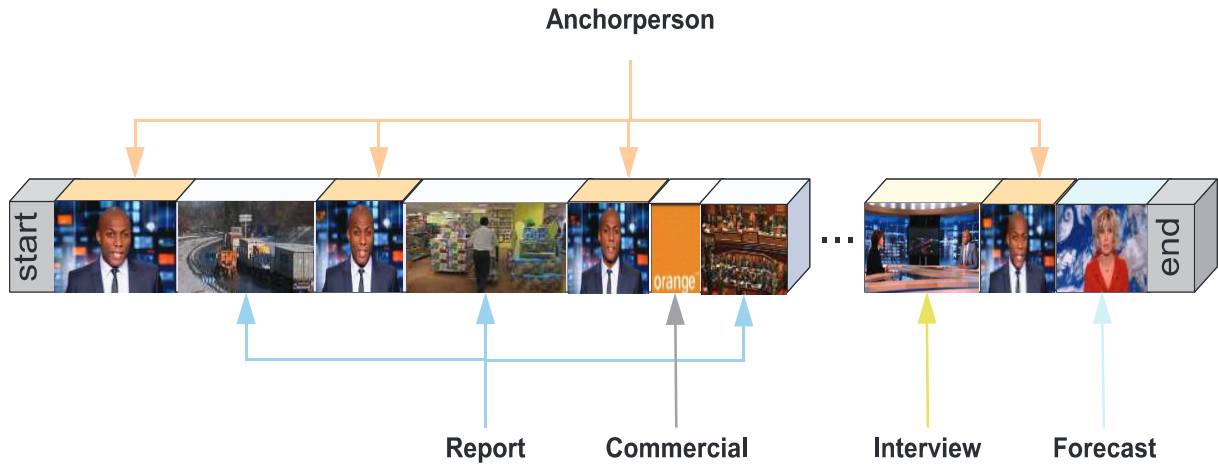 Anchorperson
start
orange
...
end
Report Commercial Interview Forecast